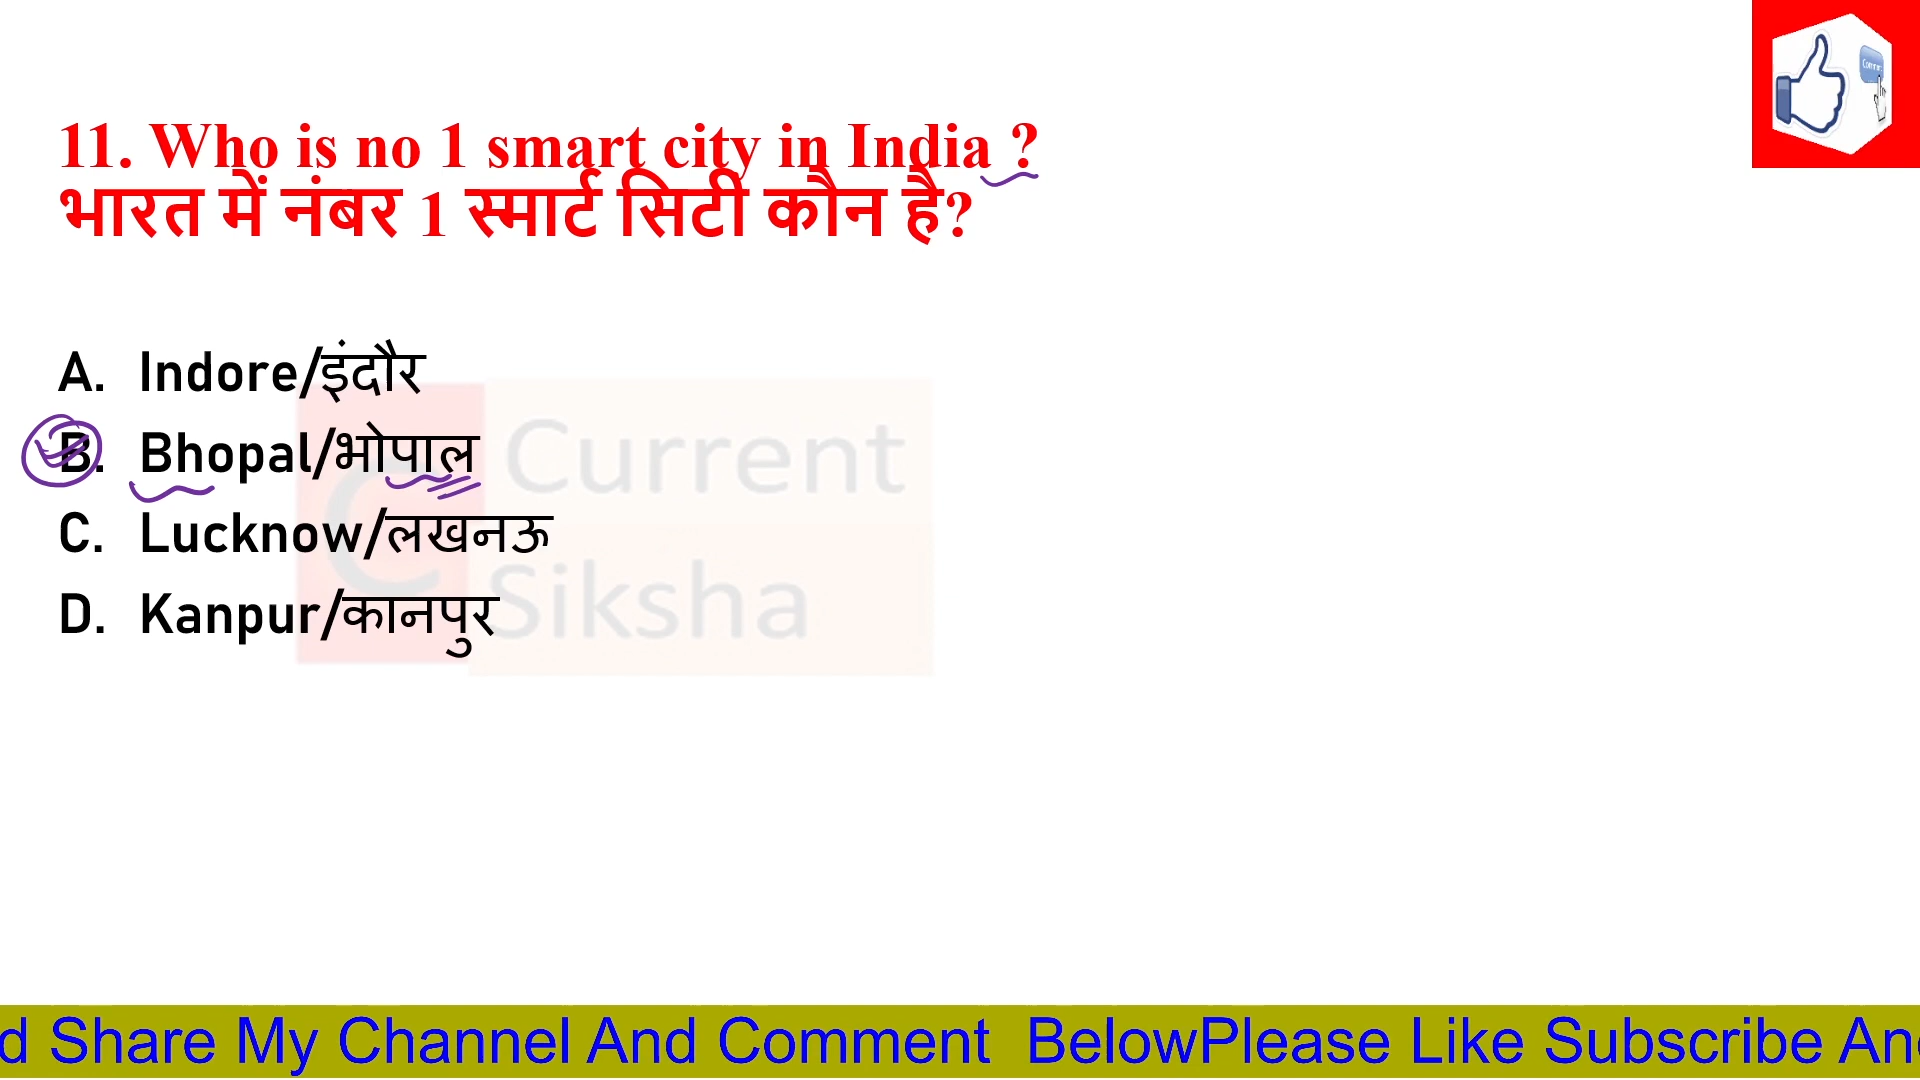 11. Who is no 1 smart city in India ?
भारत में नंबर 1 स्मार्ट सिटी कौन है?
A. Indore/इंदौर
B. Bhopal/भोपाल
C. Lucknow/लखनऊ
D. Kanpur/कानपुर
Current
Siksha
d Share My Channel And Comment BelowPlease Like Subscribe An